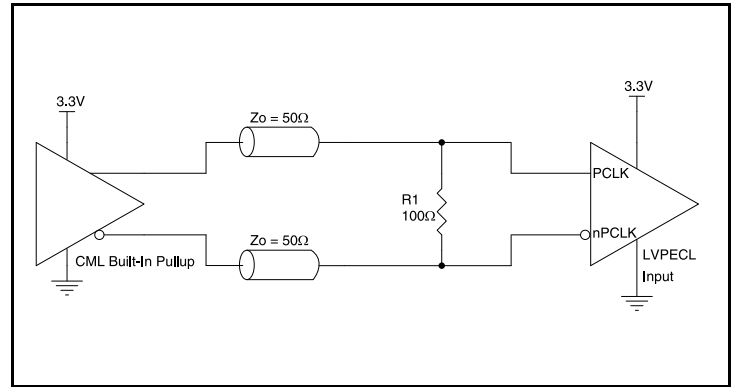 3.3V
Zo = 50Ω
3.3V
PCLK
R1
100Ω
nPCLK
Zo = 50Ω
CML Built-In Pullup
LVPECL
Input